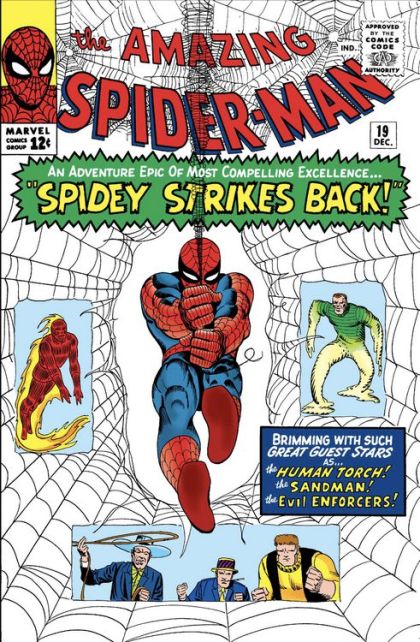 the AMAZING
SPIDER-MAN
IND.
APPROVED
BY THE
COMICS
CODE
AUTHORITY
MARVEL
COMICS
GROUP
12¢
19
DEC.
AN ADVENTURE EPIC OF MOST COMPELLING EXCELLENCE...
"SPIDEY STRIKES BACK!"
BRIMMING WITH SUCH
GREAT GUEST STARS
AS...
the HUMAN TORCH!
the SANDMAN!
the EVIL ENFORCERS!